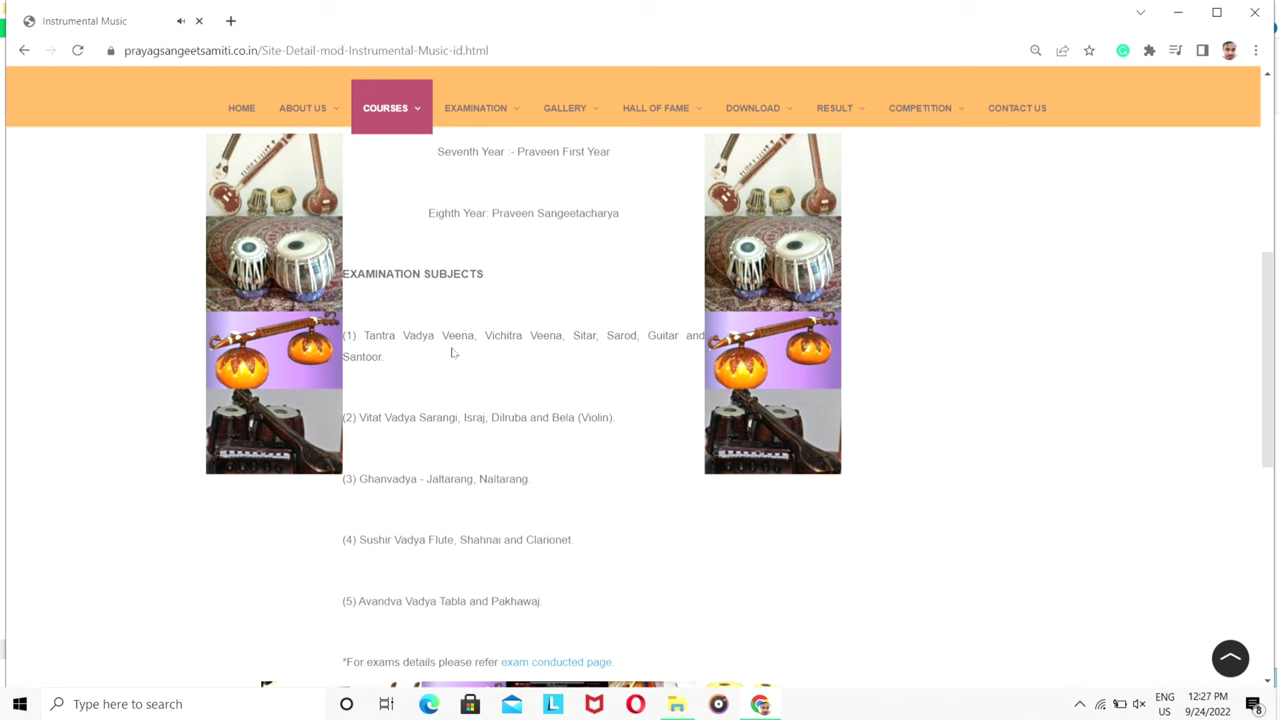 Instrumental Music
prayagsangeetsamiti.co.in/Site-Detail-mod-Instrumental-Music-id.html
HOME ABOUT US COURSES EXAMINATION GALLERY HALL OF FAME DOWNLOAD RESULT COMPETITION CONTACT US
Seventh Year :- Praveen First Year
Eighth Year: Praveen Sangeetacharya
EXAMINATION SUBJECTS
(1) Tantra Vadya Veena, Vichitra Veena, Sitar, Sarod, Guitar and
Santoor.
(2) Vitat Vadya Sarangi, Israj, Dilruba and Bela (Violin).
(3) Ghanvadya - Jaltarang, Naltarang.
(4) Sushir Vadya Flute, Shahnai and Clarionet.
(5) Avandva Vadya Tabla and Pakhawaj.
*For exams details please refer exam conducted page.
Type here to search
ENG
US
12:27 PM
9/24/2022
8